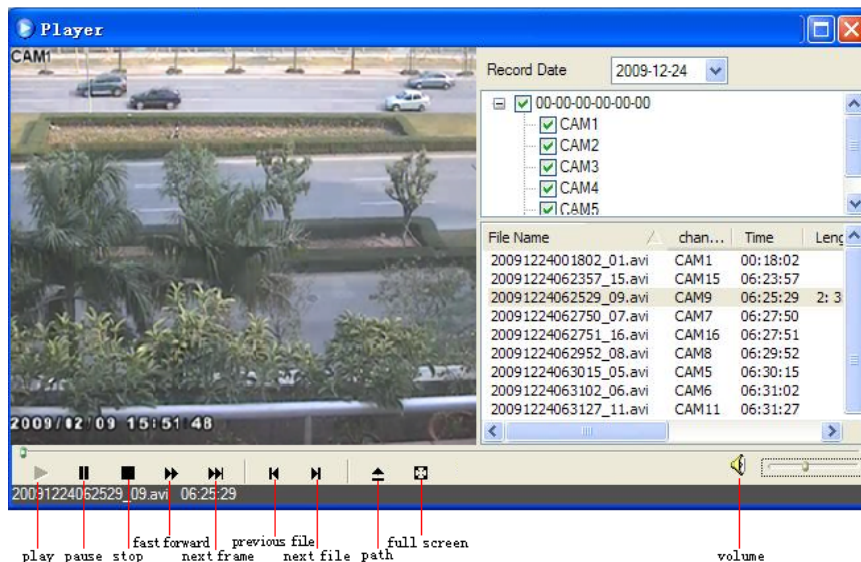 Player
CAM1
Record Date 2009-12-24
00-00-00-00-00-00
CAM1
CAM2
CAM3
CAM4
CAM5
File Name chan... Time Leng
20091224001802_01.avi CAM1 00:18:02
20091224062357_15.avi CAM15 06:23:57
20091224062529_09.avi CAM9 06:25:29 2: 3
20091224062750_07.avi CAM7 06:27:50
20091224062751_16.avi CAM16 06:27:51
20091224062952_08.avi CAM8 06:29:52
20091224063015_05.avi CAM5 06:30:15
20091224063102_06.avi CAM6 06:31:02
20091224063127_11.avi CAM11 06:31:27
2009/02/09 15:51:48
20091224062529_09.avi 06:25:29
fast forward previous file full screen
play pause stop next frame next file path volume